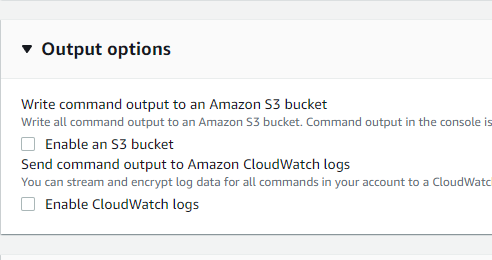 Output options
Write command output to an Amazon S3 bucket
Write all command output to an Amazon S3 bucket. Command output in the console is
Enable an S3 bucket
Send command output to Amazon CloudWatch logs
You can stream and encrypt log data for all commands in your account to a CloudWatc
Enable CloudWatch logs